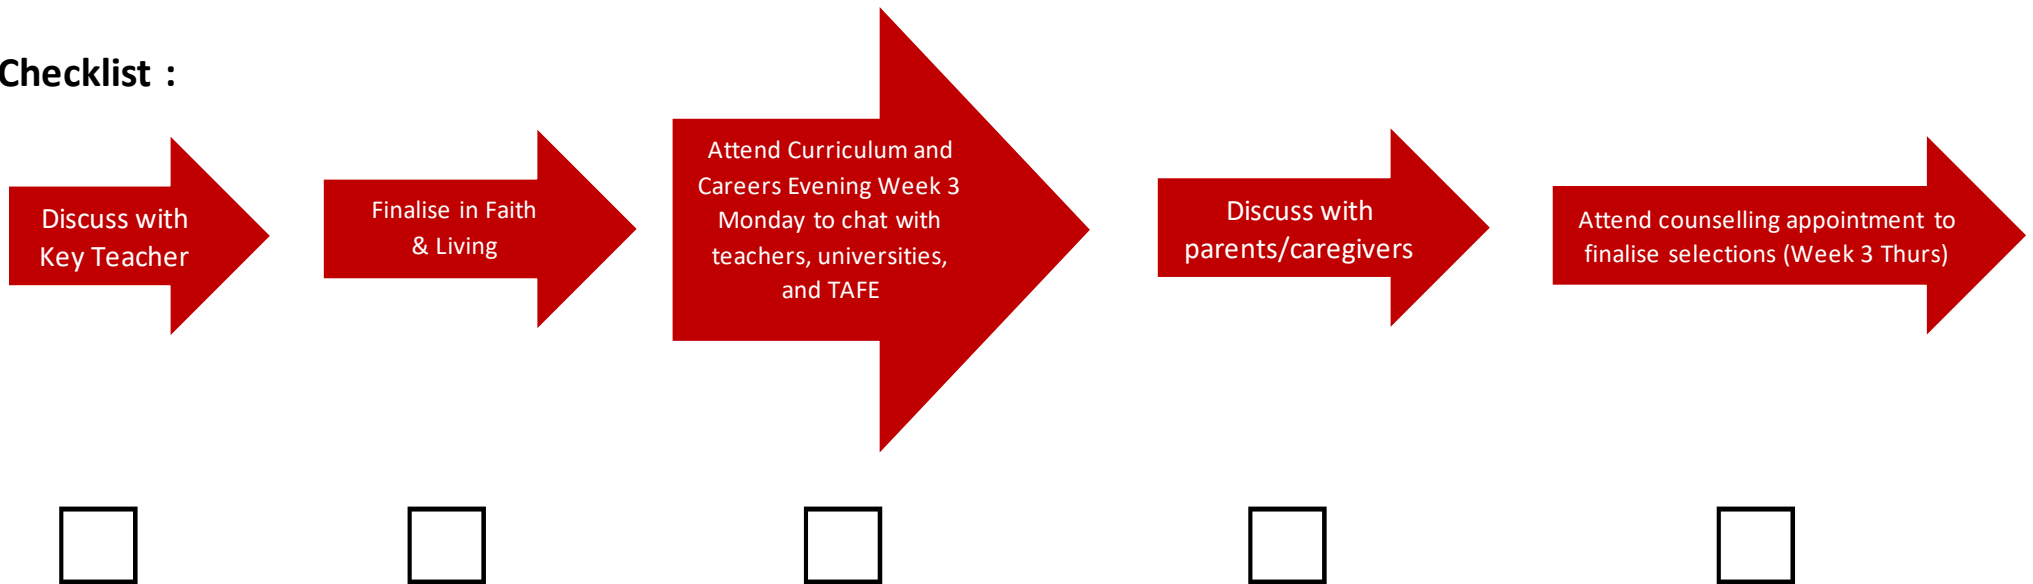 Checklist :
Discuss with
Key Teacher
Finalise in Faith
& Living
Attend Curriculum and
Careers Evening Week 3
Monday to chat with
teachers, universities,
and TAFE
Discuss with
parents/caregivers
Attend counselling appointment to
finalise selections (Week 3 Thurs)